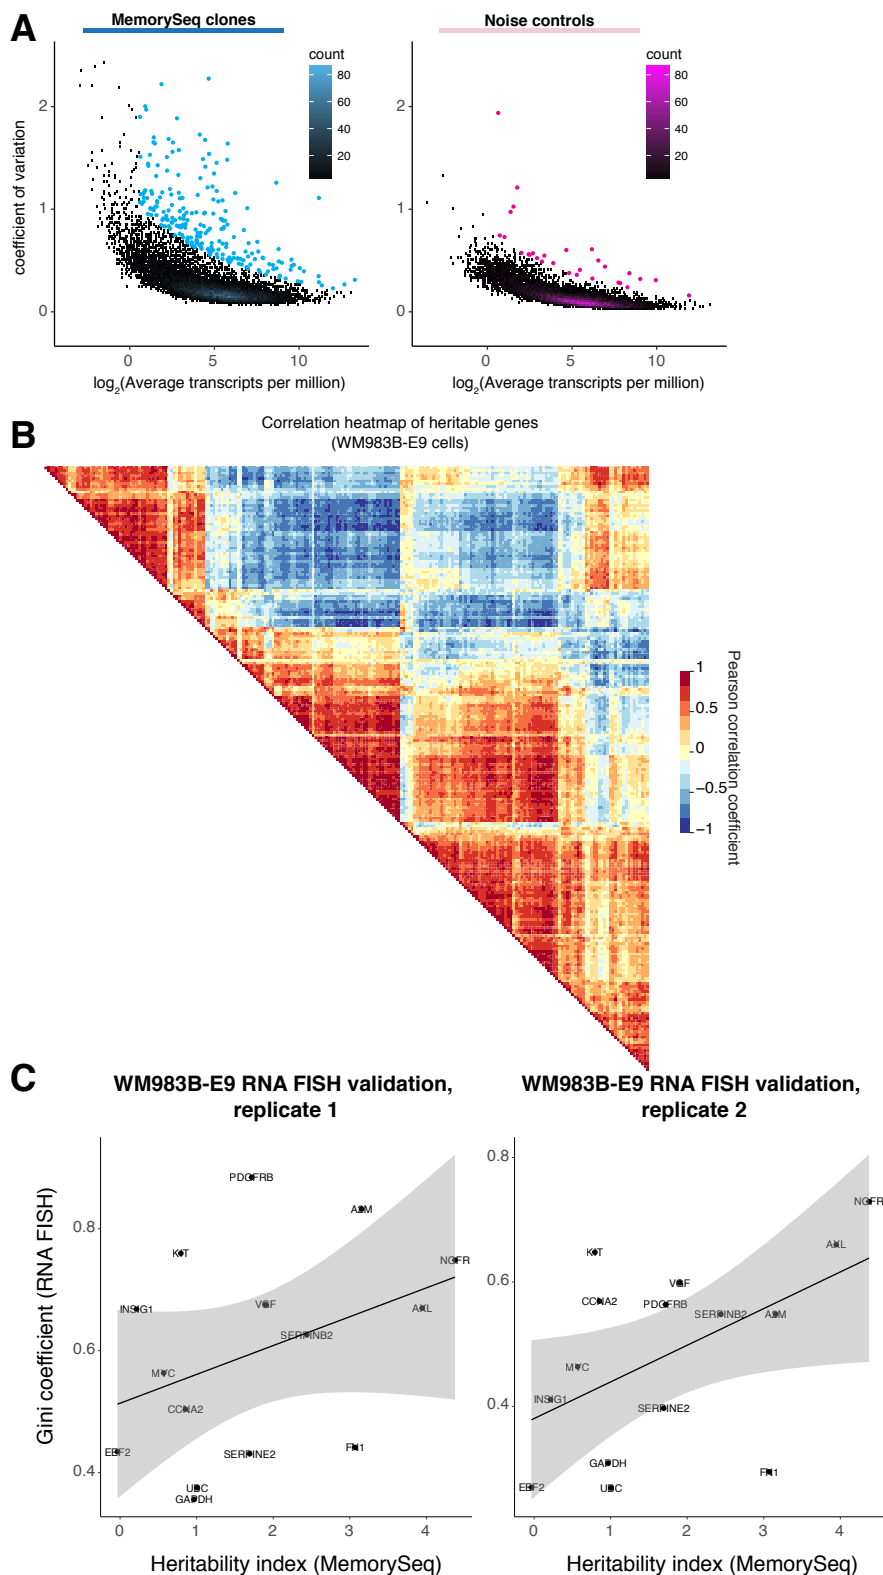 A
MemorySeq clones
Noise controls
coefficient of variation
2
1
0
count
80
60
40
20
count
80
60
40
20
0
5
10
0
5
10
log2(Average transcripts per million)
log2(Average transcripts per million)
B
Correlation heatmap of heritable genes
(WM983B-E9 cells)
1
0.5
0
−0.5
−1
Pearson correlation coefficient
C
WM983B-E9 RNA FISH validation,
replicate 1
WM983B-E9 RNA FISH validation,
replicate 2
Gini coefficient (RNA FISH)
0.8
0.6
0.4
PDGFRB
A2M
KIT
NGFR
INSIG1
VGF
AXL
SERPINB2
MYC
CCNA2
EEF2
SERPINE2
FN1
UBC
GAPDH
0
1
2
3
4
Heritability index (MemorySeq)
0.8
0.6
0.4
NGFR
AXL
KIT
VGF
CCNA2
PDGFRB
SERPINB2
A2M
MYC
INSIG1
SERPINE2
GAPDH
FN1
EEF2
UBC
0
1
2
3
4
Heritability index (MemorySeq)